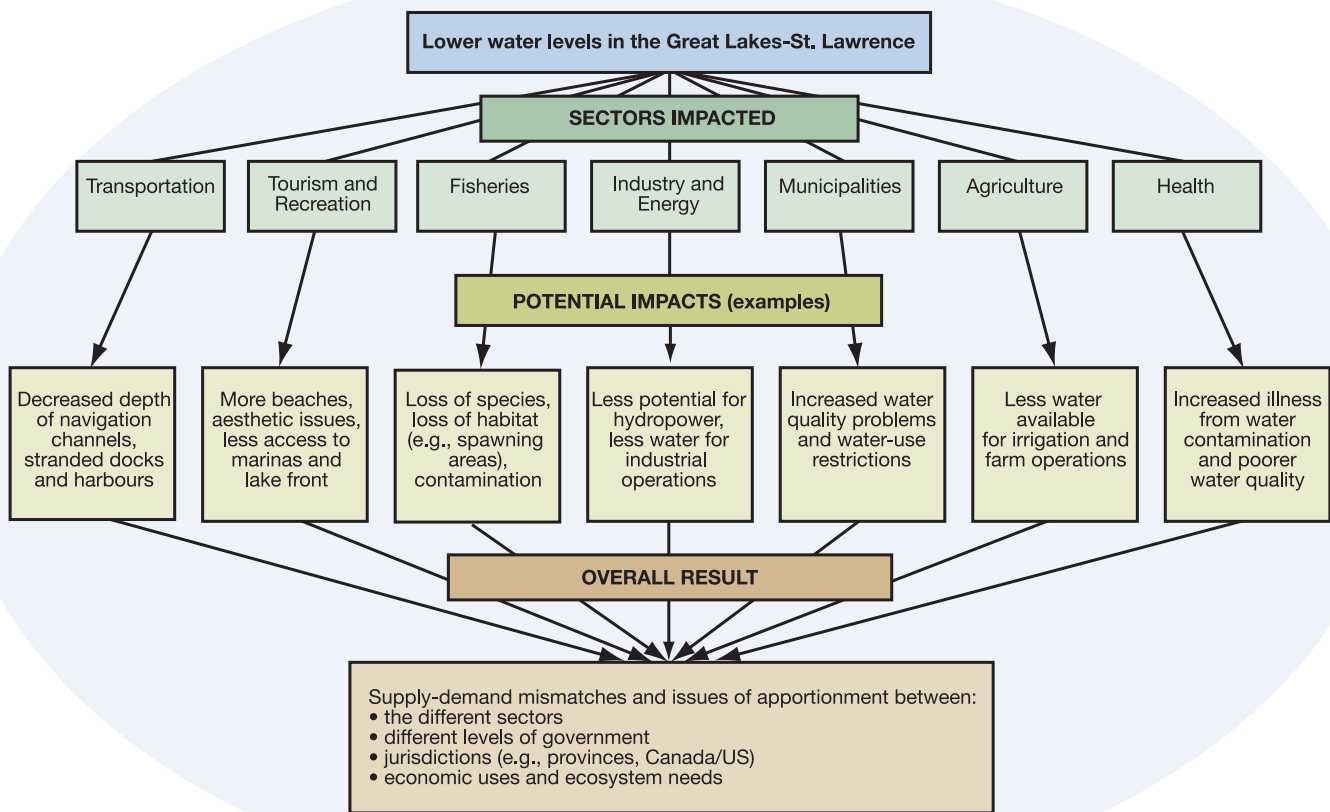 Lower water levels in the Great Lakes-St. Lawrence
SECTORS IMPACTED
Transportation
Tourism and
Recreation
Fisheries
Industry and
Energy
Municipalities
Agriculture
Health
POTENTIAL IMPACTS (examples)
Decreased depth
of navigation
channels,
stranded docks
and harbours
More beaches,
aesthetic issues,
less access to
marinas and
lake front
Loss of species,
loss of habitat
(e.g., spawning
areas),
contamination
Less potential for
hydropower,
less water for
industrial
operations
Increased water
quality problems
and water-use
restrictions
Less water
available
for irrigation and
farm operations
Increased illness
from water
contamination
and poorer
water quality
OVERALL RESULT
Supply-demand mismatches and issues of apportionment between:
• the different sectors
• different levels of government
• jurisdictions (e.g., provinces, Canada/US)
• economic uses and ecosystem needs